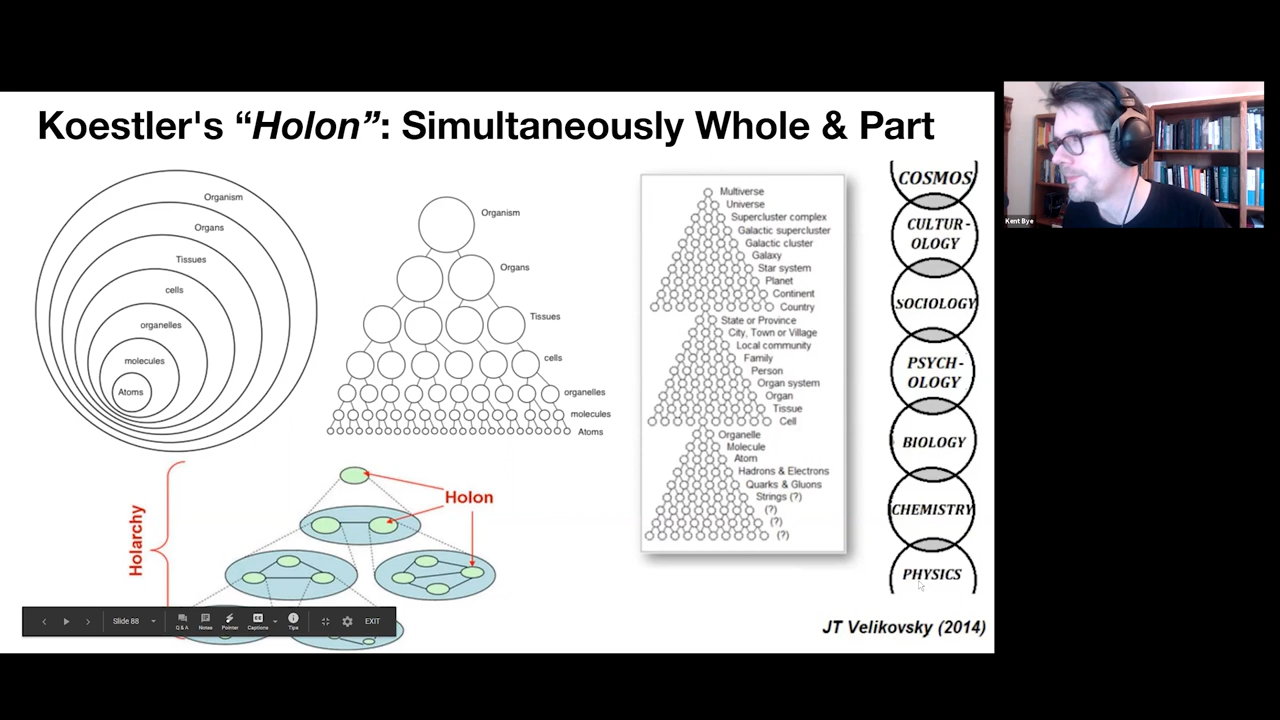 Koestler's “Holon”: Simultaneously Whole & Part
Organism
Organs
Tissues
cells
organelles
molecules
Atoms
Organism
Organs
Tissues
cells
organelles
molecules
Atoms
Holarchy
Holon
Multiverse
Universe
Supercluster complex
Galactic supercluster
Galactic cluster
Galaxy
Star system
Planet
Continent
Country
State or Province
City, Town or Village
Local community
Family
Person
Organ system
Organ
Tissue
Cell
Organelle
Molecule
Atom
Hadrons & Electrons
Quarks & Gluons
Strings (?)
(?)
(?)
(?)
COSMOS
CULTUR-
OLOGY
SOCIOLOGY
PSYCH-
OLOGY
BIOLOGY
CHEMISTRY
PHYSICS
JT Velikovsky (2014)
Slide 88
Q&A
Notes
Pointer
Captions
Tips
EXIT
Kent Bye